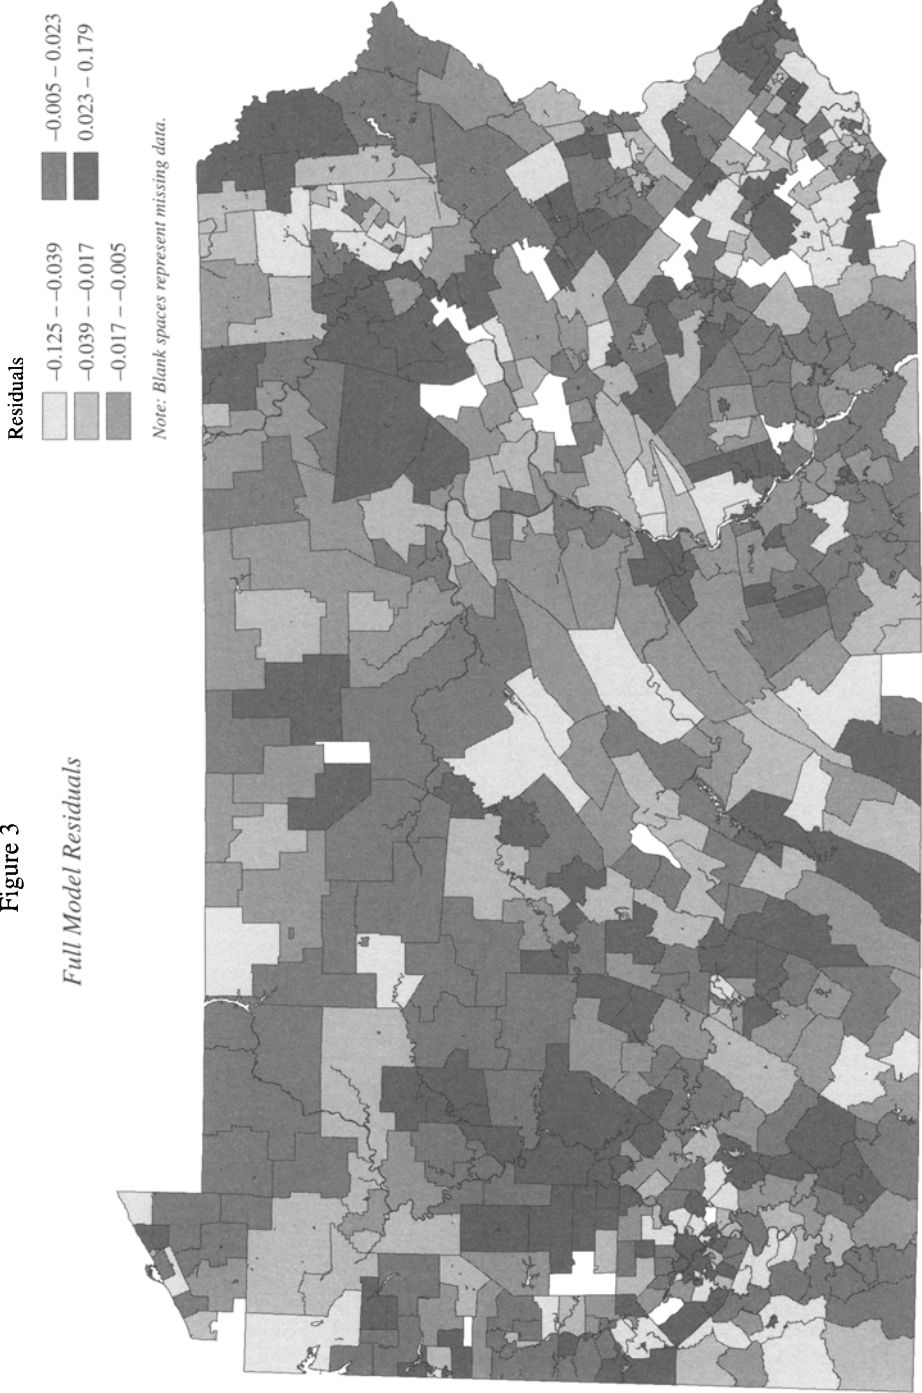 Figure 3
Full Model Residuals
Residuals
−0.125 – −0.039
−0.039 – −0.017
−0.017 – −0.005
−0.005 – 0.023
0.023 – 0.179
Note: Blank spaces represent missing data.